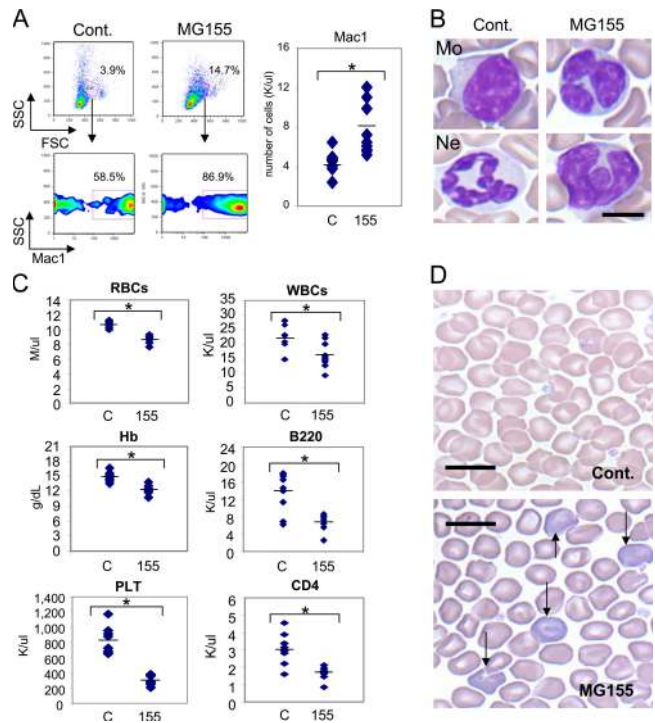 A
Cont.
MG155
3.9%
14.7%
SSC
FSC
58.5%
86.9%
SSC
Mac1
Mac1
*
number of cells (K/ul)
16
12
8
4
0
C 155
B
Cont.
MG155
Mo
Ne
C
RBCs
*
M/ul
14
12
10
8
6
4
2
0
C 155
WBCs
*
K/ul
35
30
25
20
15
10
5
0
C 155
Hb
*
g/dL
21
18
15
12
9
6
3
0
C 155
B220
*
K/ul
24
20
16
12
8
4
0
C 155
PLT
*
K/ul
1,400
1,200
1,000
800
600
400
200
0
C 155
CD4
*
K/ul
6
5
4
3
2
1
0
C 155
D
Cont.
MG155